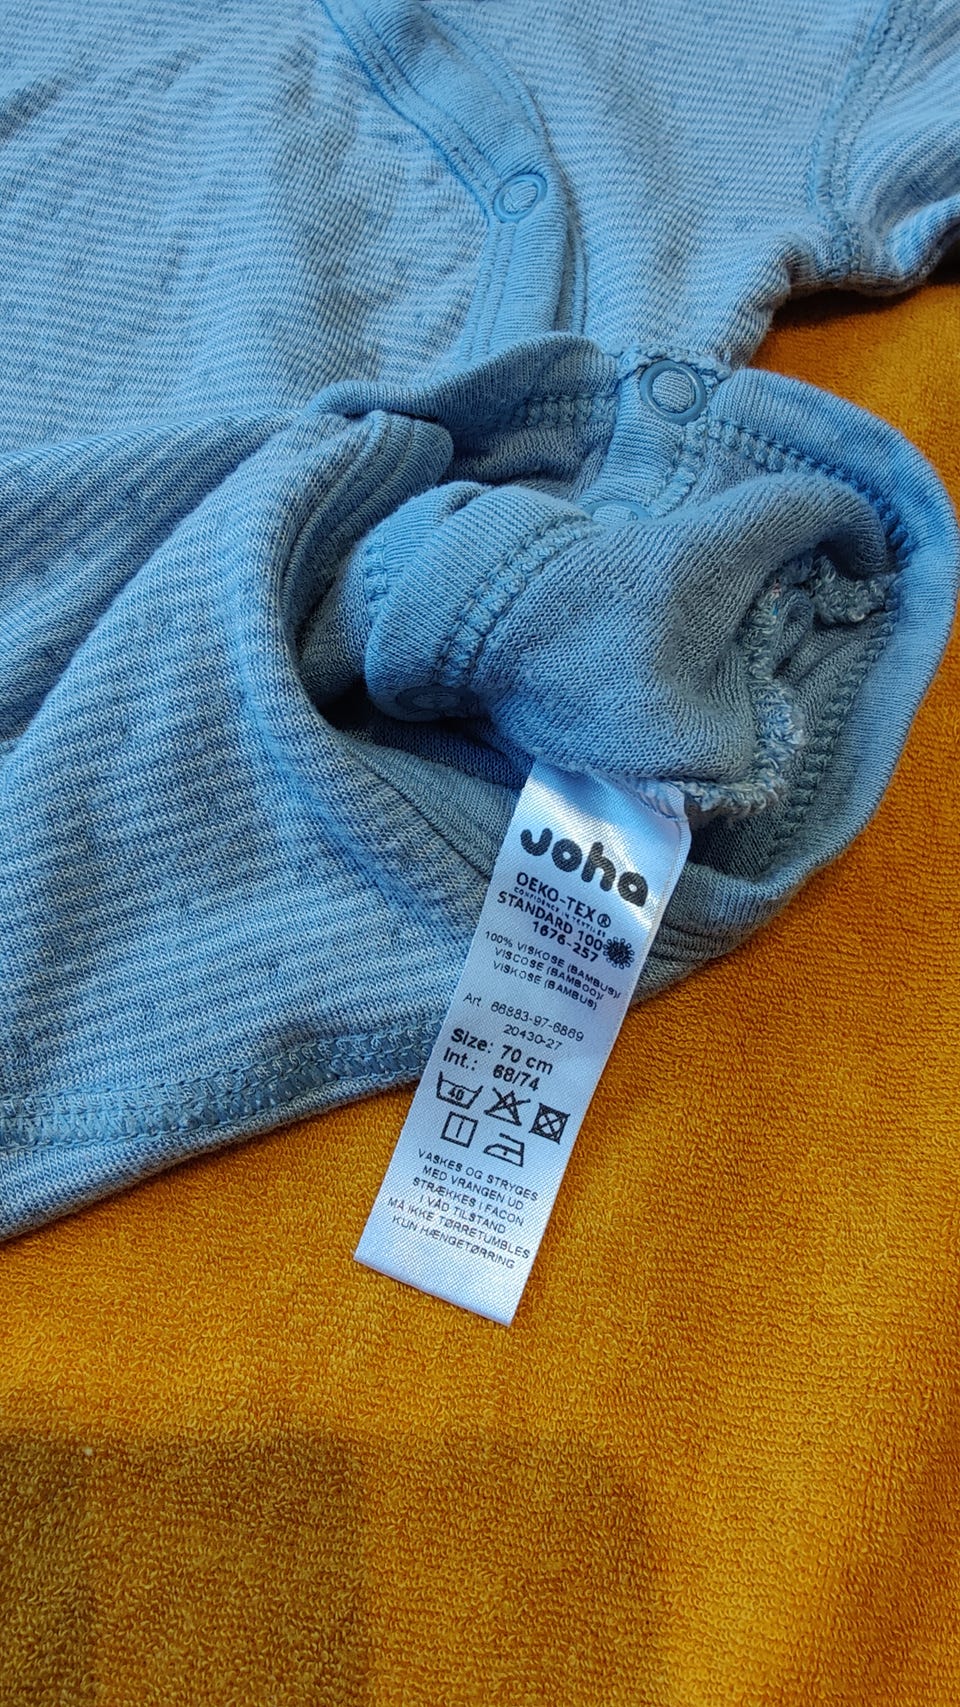 Joha
OEKO-TEX®
CONFIDENCE IN TEXTILES
STANDARD 100
1676-257
100% VISKOSE (BAMBUS)/
VISCOSE (BAMBOO)/
VISKOSE (BAMBUS)
Art. 66883-97-6869
20430-27
Size: 70 cm
Int.: 68/74
40
VASKES OG STRYGES
MED VRANGEN UD
STRÆKKES I FACON
I VÅD TILSTAND
MÅ IKKE TØRRETUMBLES
KUN HÆNGETØRRING